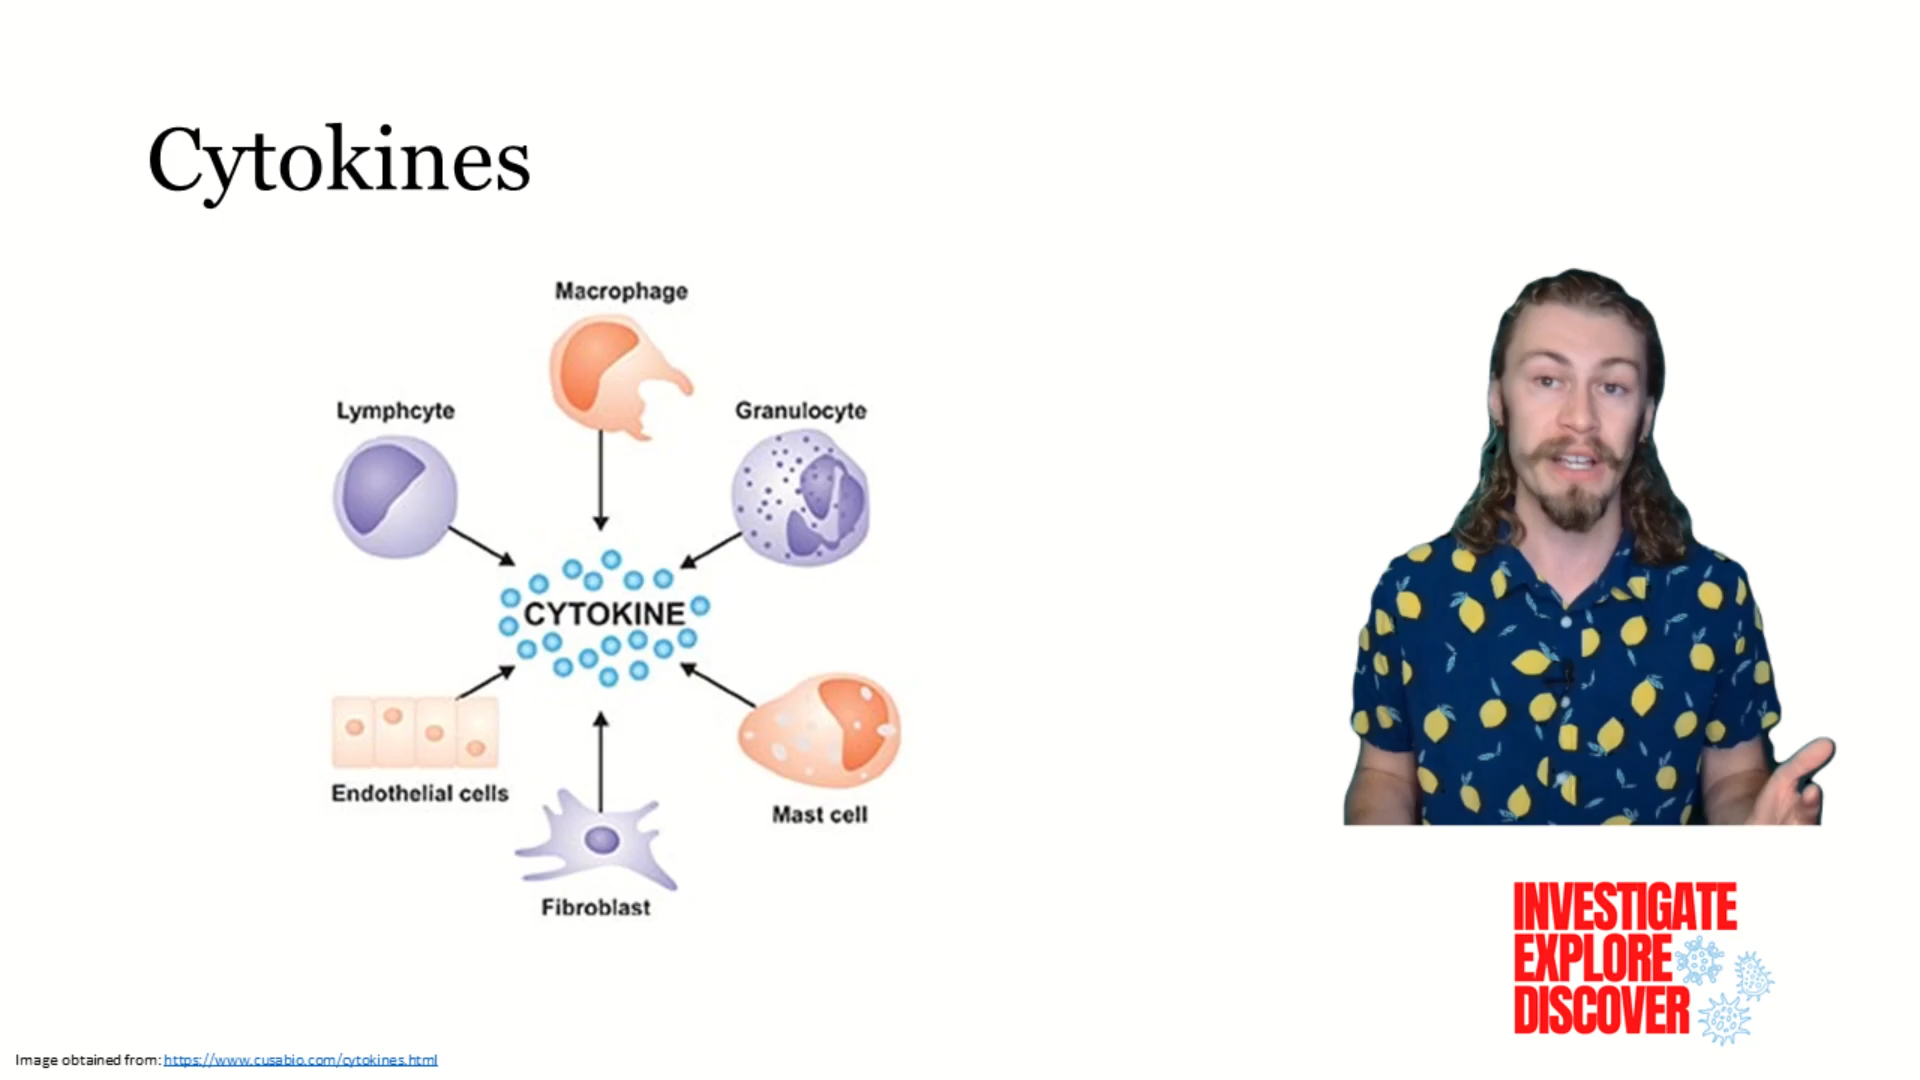 Cytokines
Macrophage
Lymphcyte
Granulocyte
CYTOKINE
Endothelial cells
Mast cell
Fibroblast
INVESTIGATE
EXPLORE
DISCOVER
Image obtained from: https://www.cusabio.com/cytokines.html